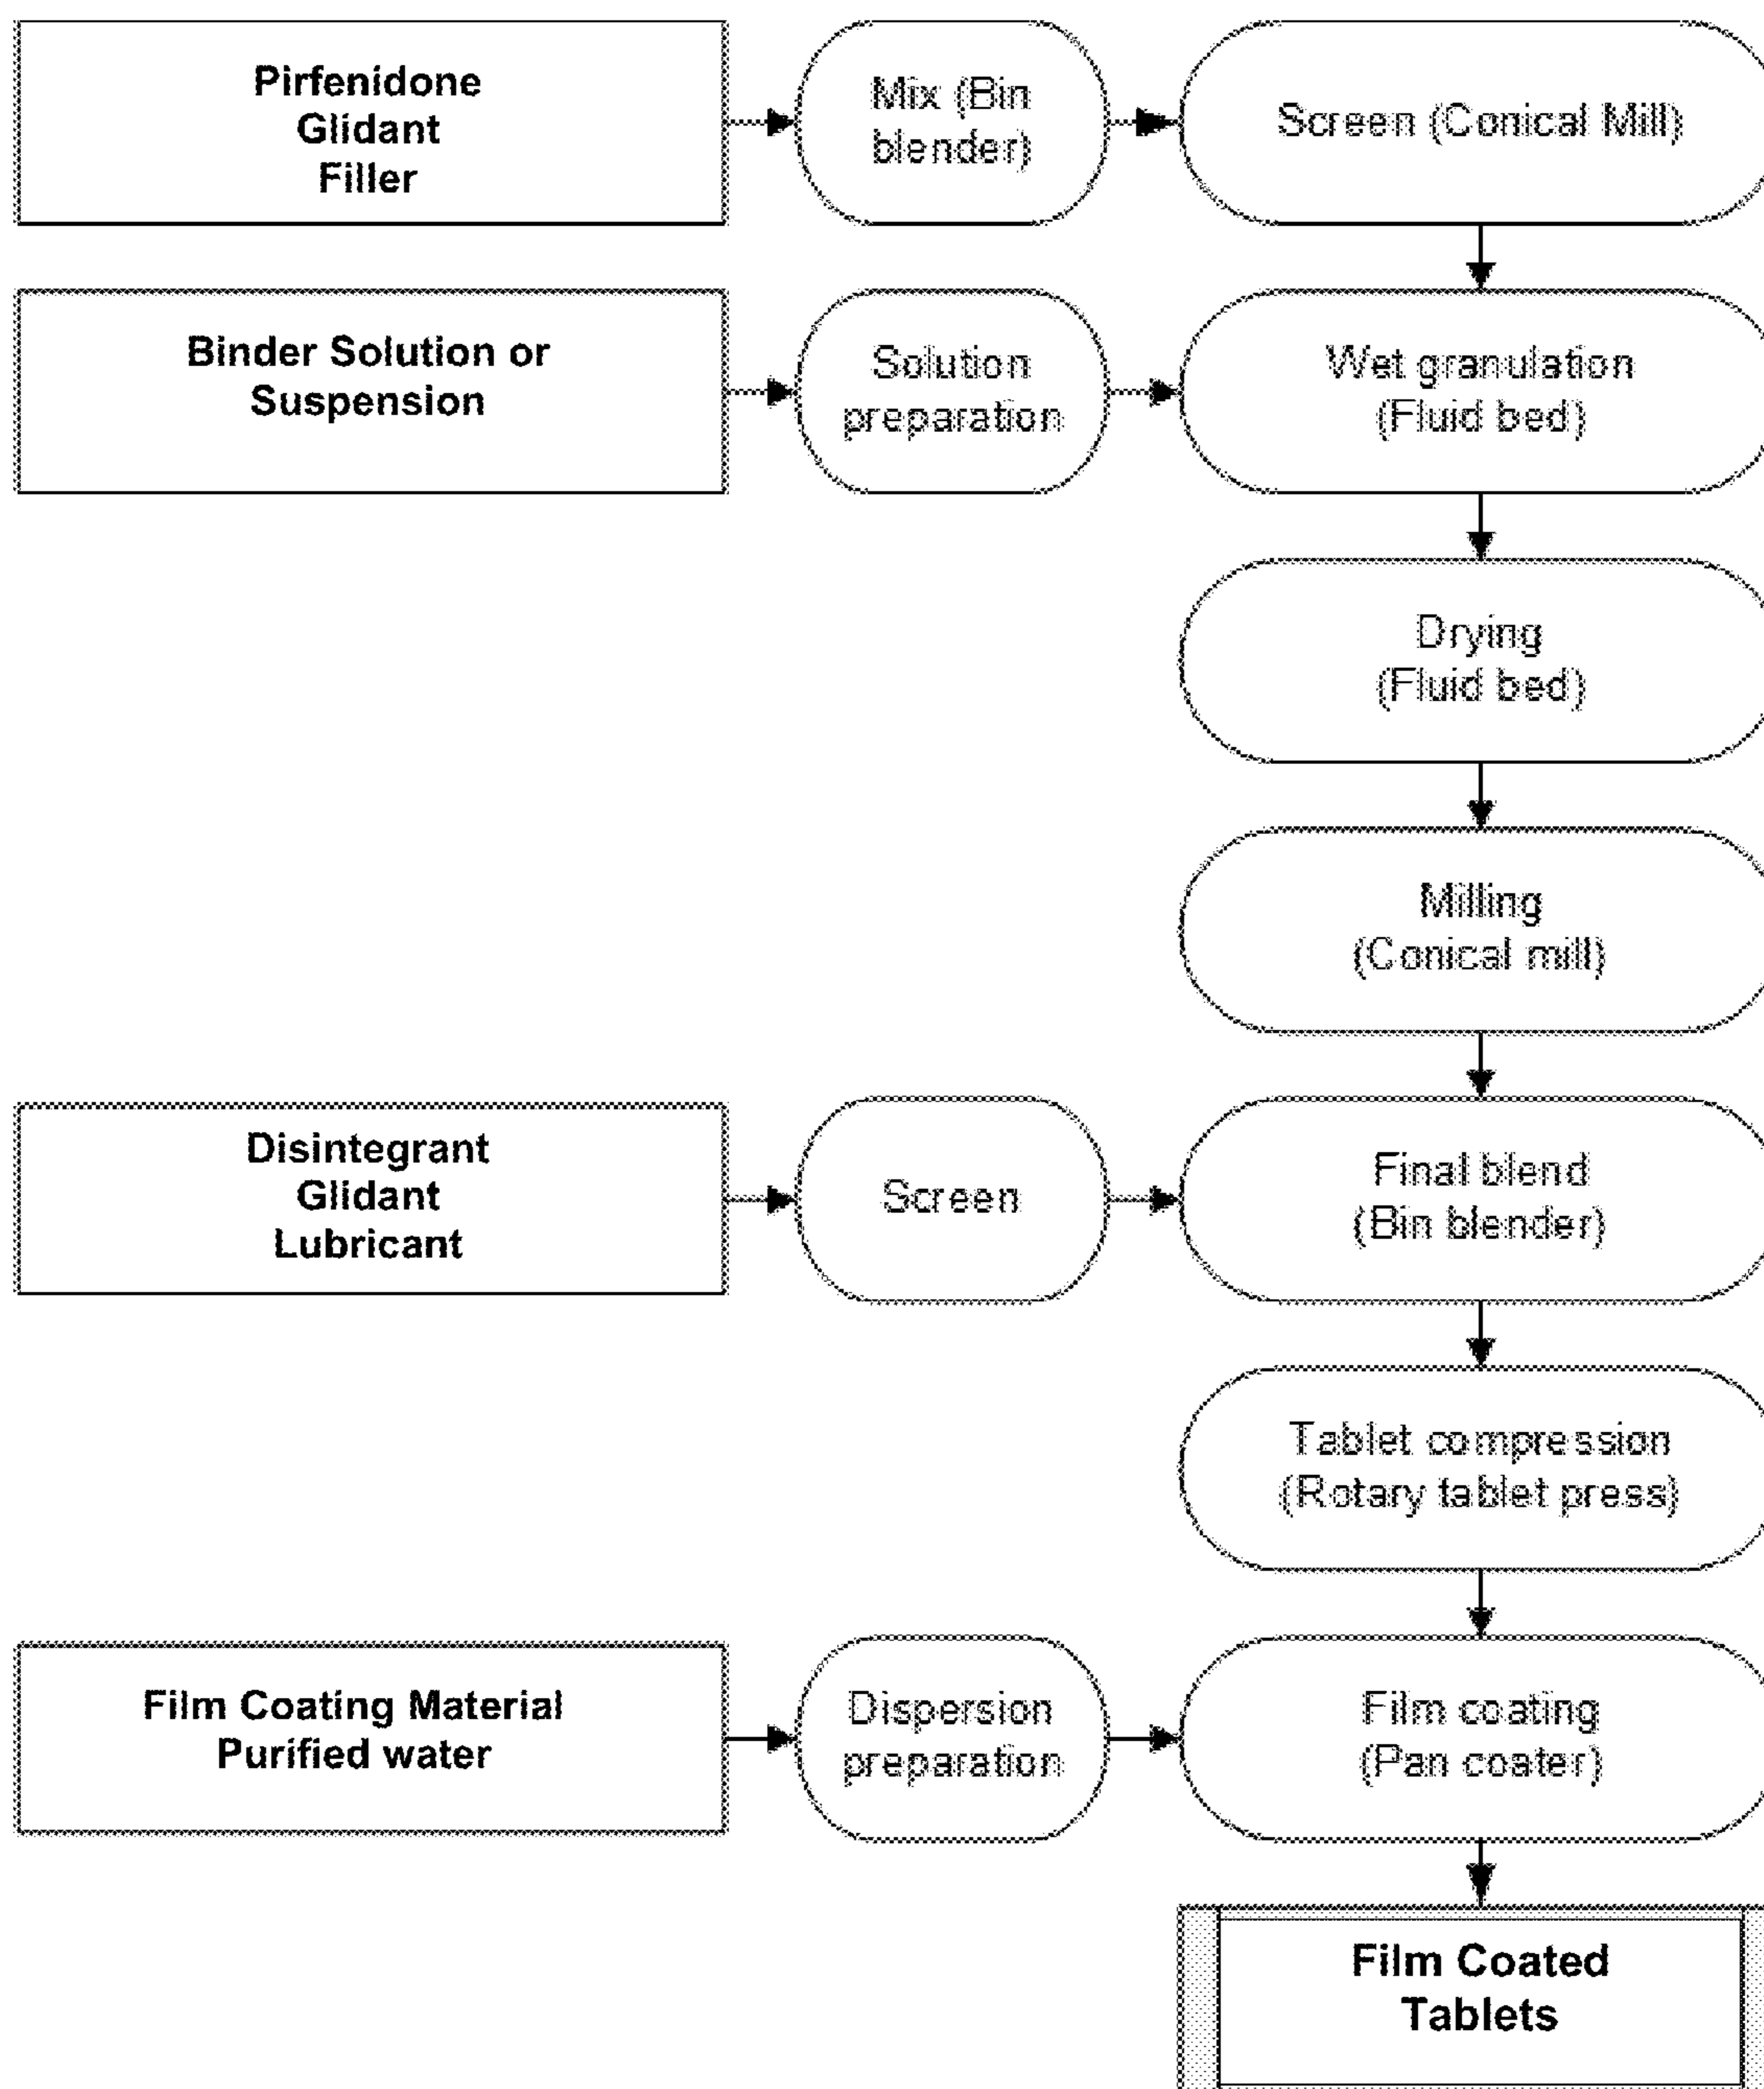 Pirfenidone
Glidant
Filler
Mix (Bin
blender)
Screen (Conical Mill)
Binder Solution or
Suspension
Solution
preparation
Wet granulation
(Fluid bed)
Drying
(Fluid bed)
Milling
(Conical mill)
Disintegrant
Glidant
Lubricant
Screen
Final blend
(Bin blender)
Tablet compression
(Rotary tablet press)
Film Coating Material
Purified water
Dispersion
preparation
Film coating
(Pan coater)
Film Coated
Tablets